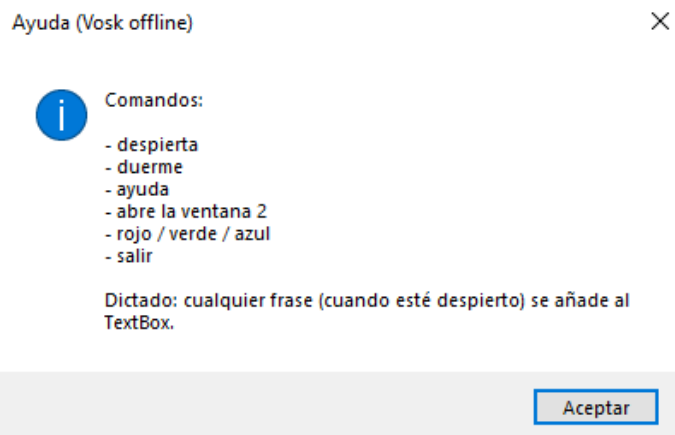 Ayuda (Vosk offline)
Comandos:
- despierta
- duerme
- ayuda
- abre la ventana 2
- rojo / verde / azul
- salir
Dictado: cualquier frase (cuando esté despierto) se añade al
TextBox.
Aceptar